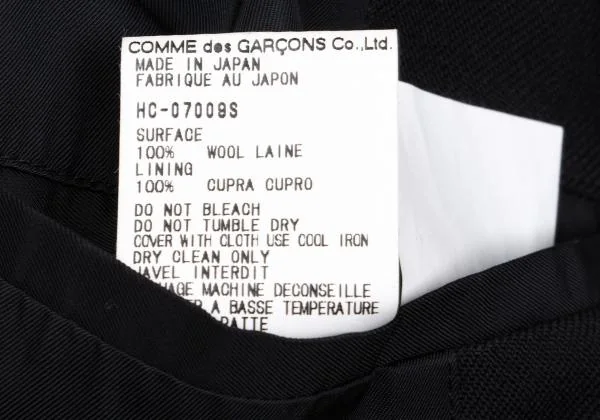 COMME des GARÇONS Co.,Ltd.
MADE IN JAPAN
FABRIQUE AU JAPON
HC-07009S
SURFACE
100% WOOL LAINE
LINING
100% CUPRA CUPRO
DO NOT BLEACH
DO NOT TUMBLE DRY
COVER WITH CLOTH USE COOL IRON
DRY CLEAN ONLY
JAVEL INTERDIT
MACHINE DECONSEILLE
A BASSE TEMPERATURE